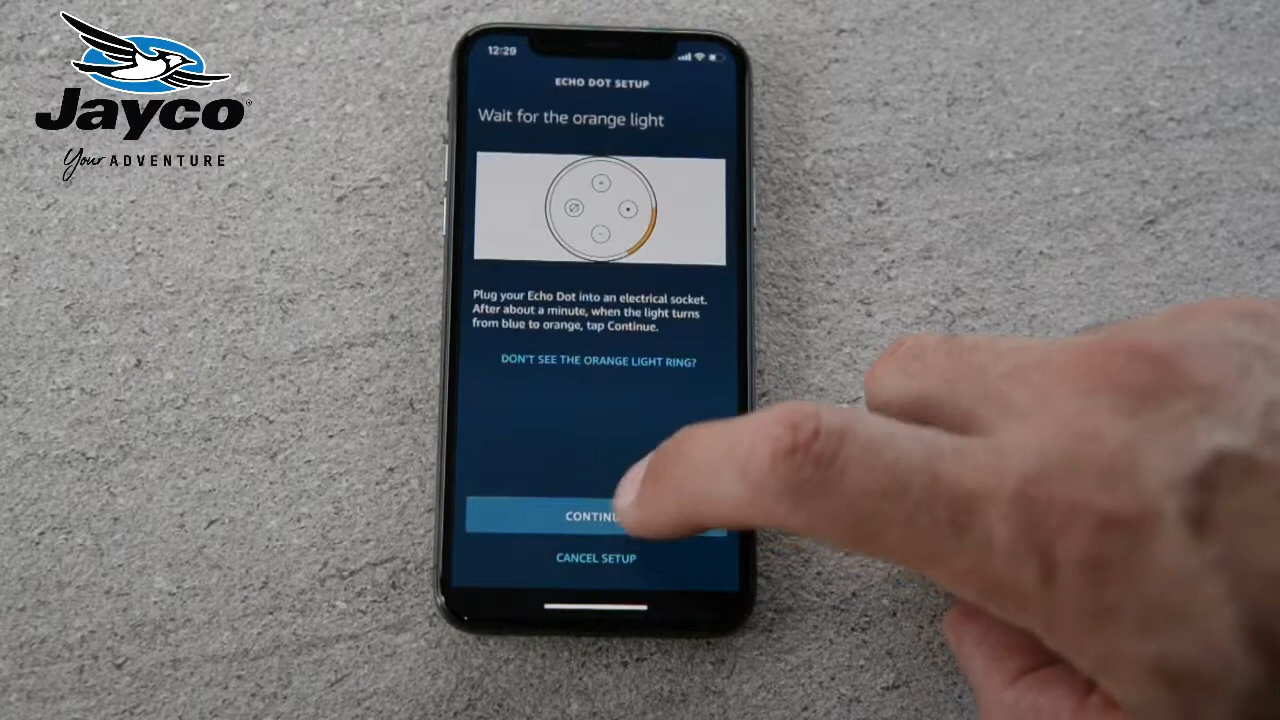 Jayco®
Your ADVENTURE
12:29
ECHO DOT SETUP
Wait for the orange light
Plug your Echo Dot into an electrical socket.
After about a minute, when the light turns
from blue to orange, tap Continue.
DON'T SEE THE ORANGE LIGHT RING?
CONTINU
CANCEL SETUP